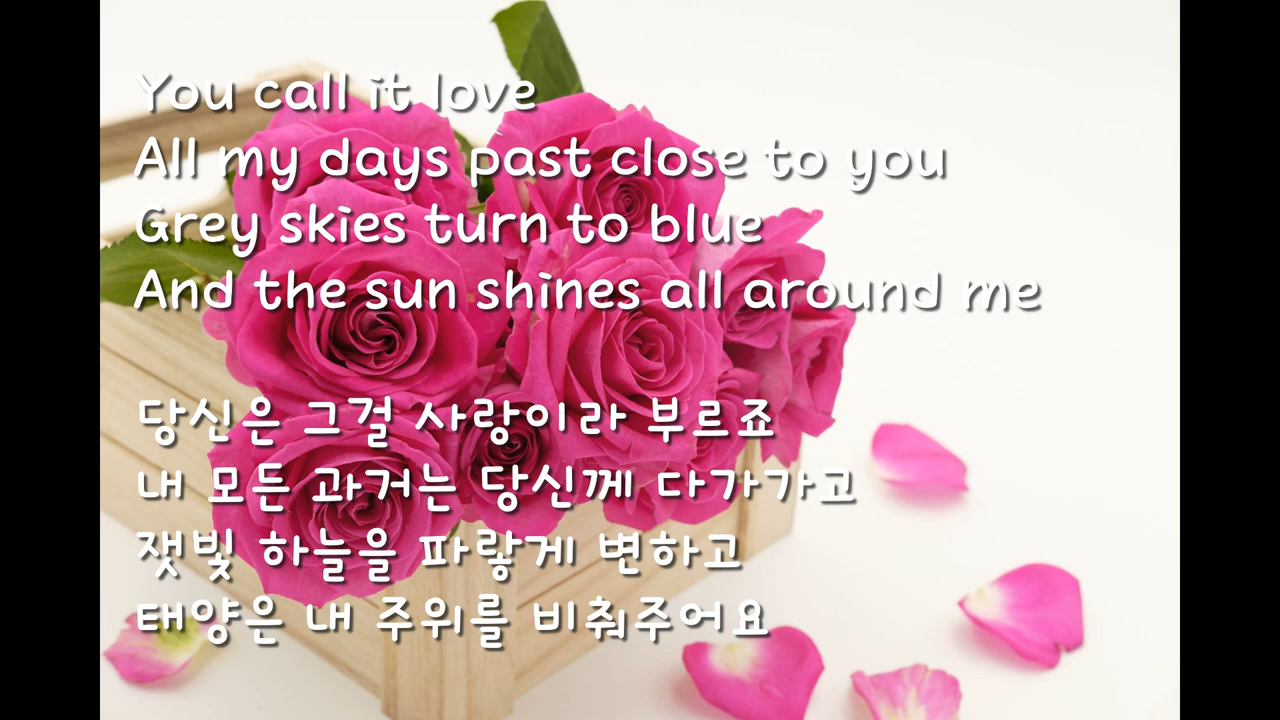 You call it love
All my days past close to you
Grey skies turn to blue
And the sun shines all around me
당신은 그걸 사랑이라 부르죠
내 모든 과거는 당신께 다가가고
잿빛 하늘을 파랗게 변하고
태양은 내 주위를 비춰주어요